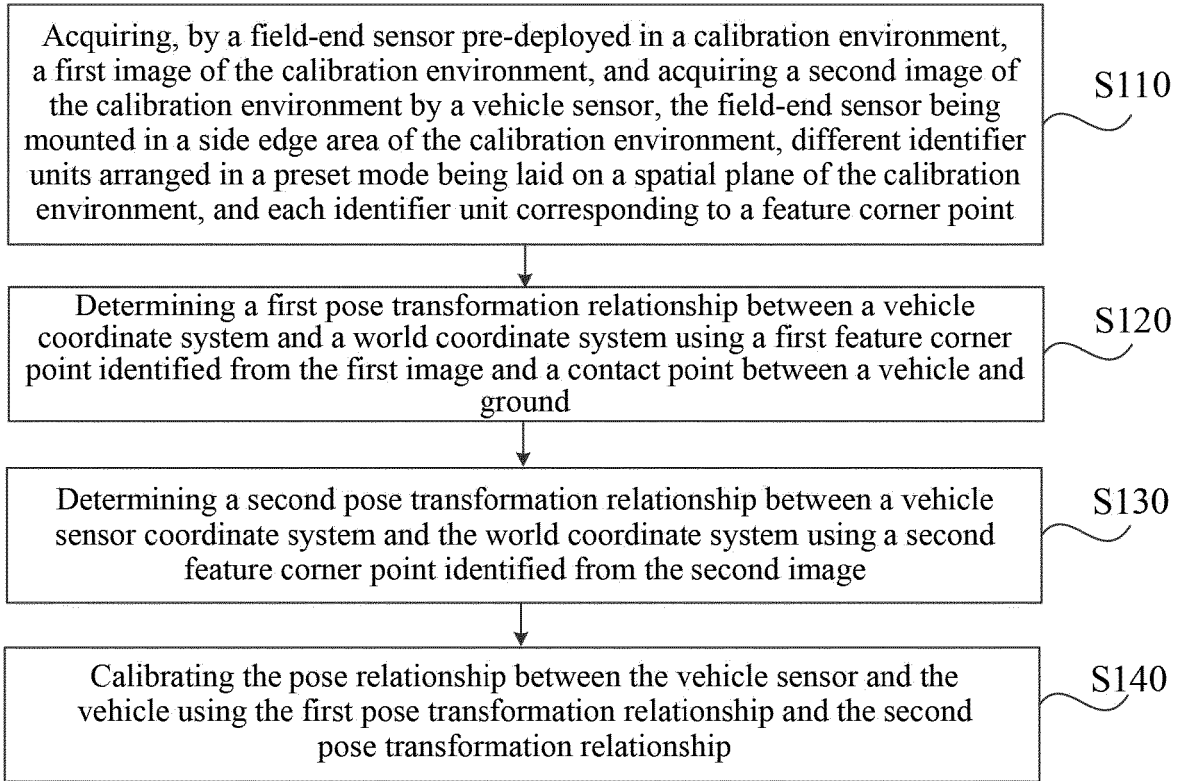 Acquiring, by a field-end sensor pre-deployed in a calibration environment,
a first image of the calibration environment, and acquiring a second image of
the calibration environment by a vehicle sensor, the field-end sensor being
mounted in a side edge area of the calibration environment, different identifier
units arranged in a preset mode being laid on a spatial plane of the calibration
environment, and each identifier unit corresponding to a feature corner point
S110
Determining a first pose transformation relationship between a vehicle
coordinate system and a world coordinate system using a first feature corner
point identified from the first image and a contact point between a vehicle and
ground
S120
Determining a second pose transformation relationship between a vehicle
sensor coordinate system and the world coordinate system using a second
feature corner point identified from the second image
S130
Calibrating the pose relationship between the vehicle sensor and the
vehicle using the first pose transformation relationship and the second
pose transformation relationship
S140